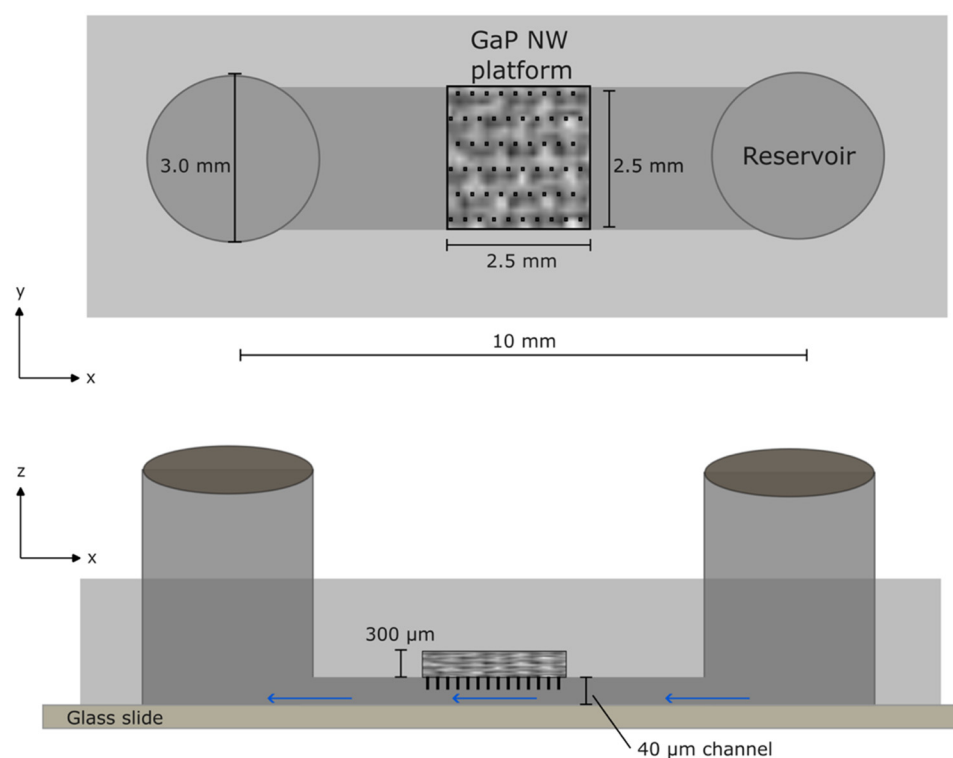 GaP NW
platform
3.0 mm
2.5 mm
Reservoir
2.5 mm
y
x
10 mm
z
x
300 µm
Glass slide
40 µm channel